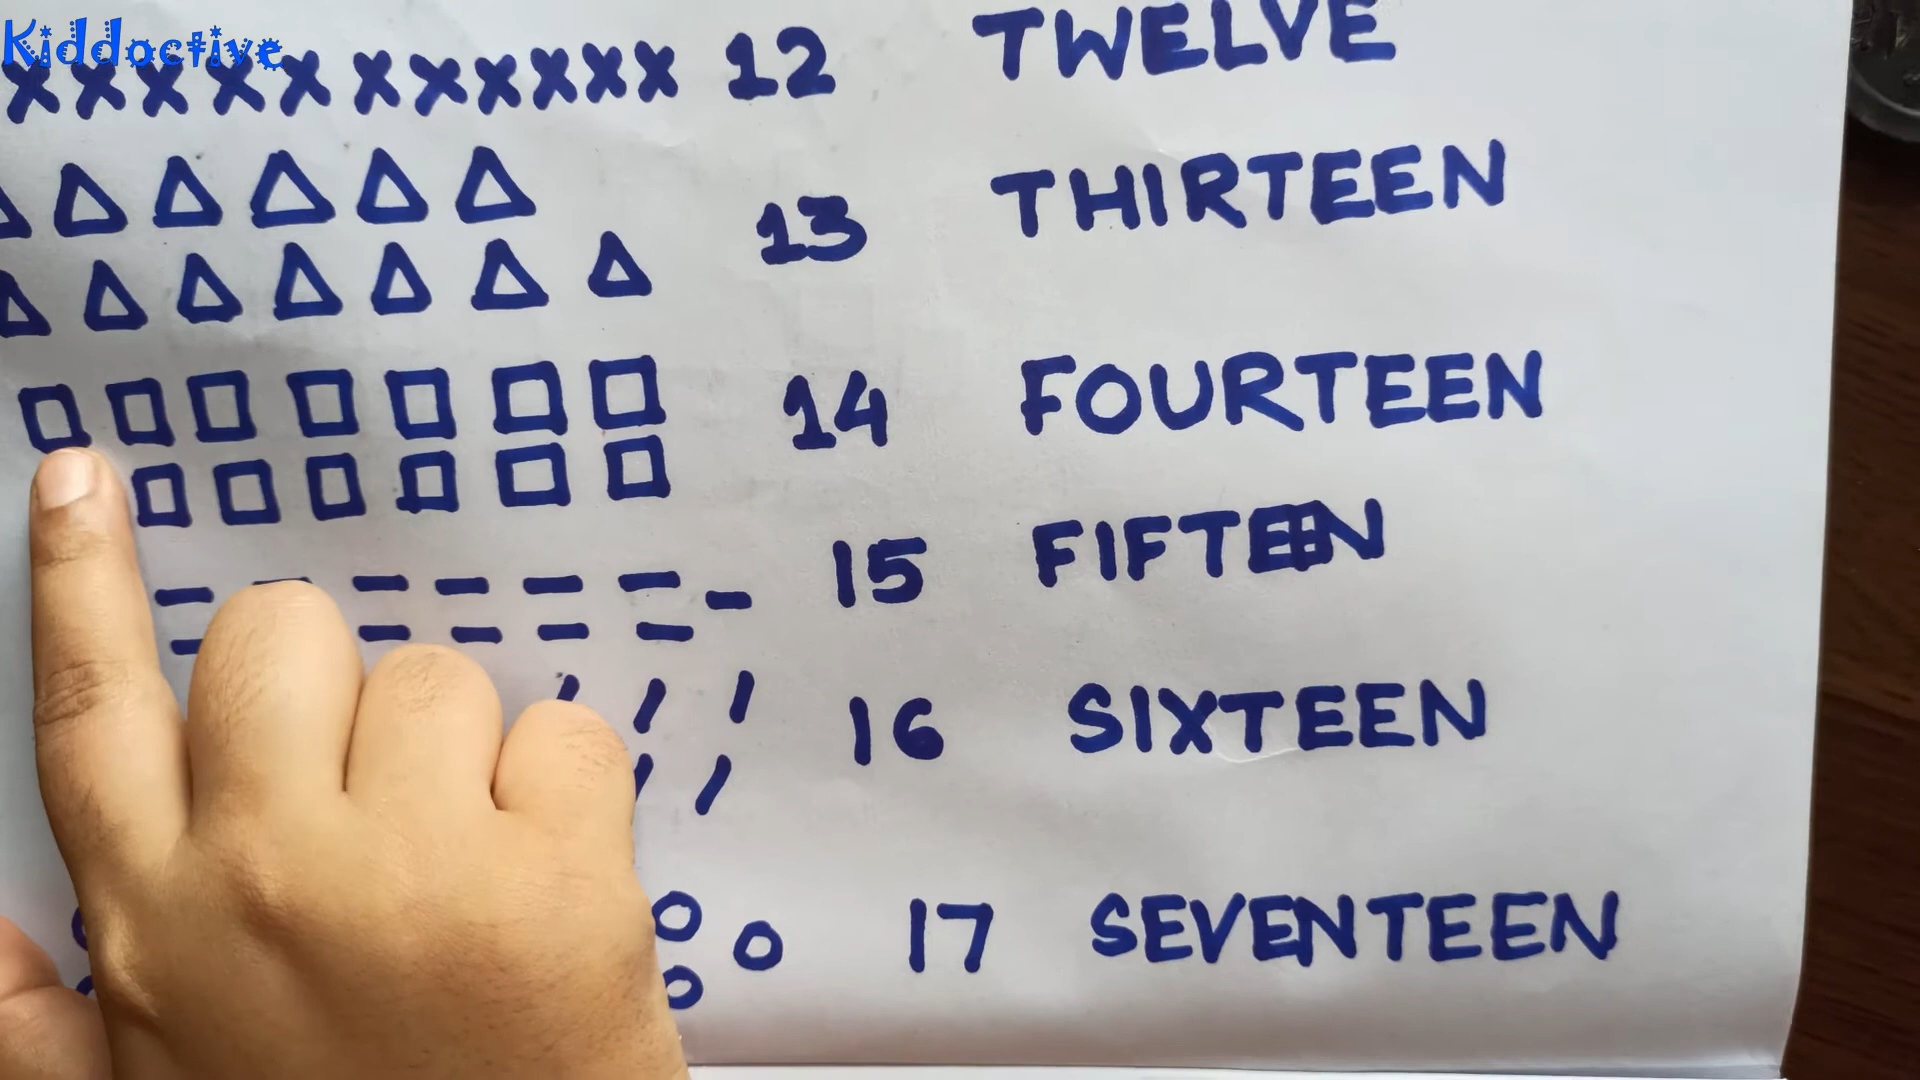 Kiddoctive
12 TWELVE
13 THIRTEEN
14 FOURTEEN
15 FIFTEEN
16 SIXTEEN
17 SEVENTEEN